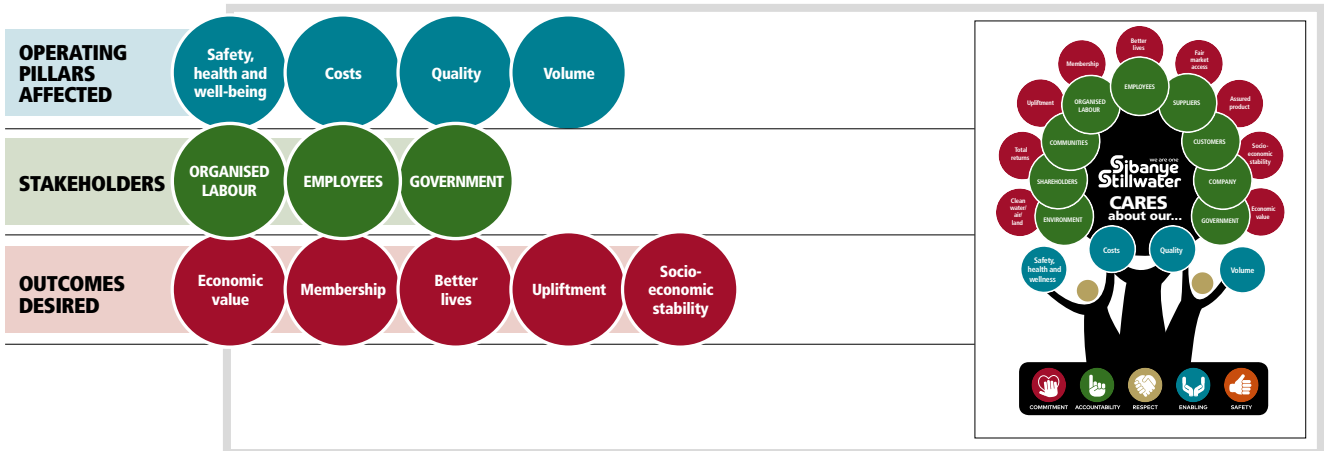 OPERATING
PILLARS
AFFECTED
Safety,
health and
well-being
Costs
Quality
Volume
STAKEHOLDERS
ORGANISED
LABOUR
EMPLOYEES
GOVERNMENT
OUTCOMES
DESIRED
Economic
value
Membership
Better
lives
Upliftment
Socio-
economic
stability
Better
lives
Membership
Fair
market
access
EMPLOYEES
Upliftment
ORGANISED
LABOUR
SUPPLIERS
Assured
product
Total
returns
COMMUNITIES
CUSTOMERS
Socio-
economic
stability
we are one
Sibanye
Stillwater
CARES
about our...
SHAREHOLDERS
COMPANY
Clean
water/
air/
land
ENVIRONMENT
GOVERNMENT
Economic
value
Safety,
health and
wellness
Costs
Quality
Volume
COMMITMENT
ACCOUNTABILITY
RESPECT
ENABLING
SAFETY